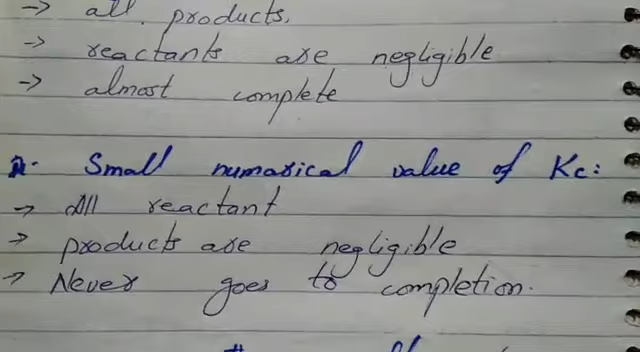 → all products.
→ reactants are negligible
→ almost complete
2. Small numarical value of Kc:
→ All reactant
→ products are negligible
→ Never goes to completion.